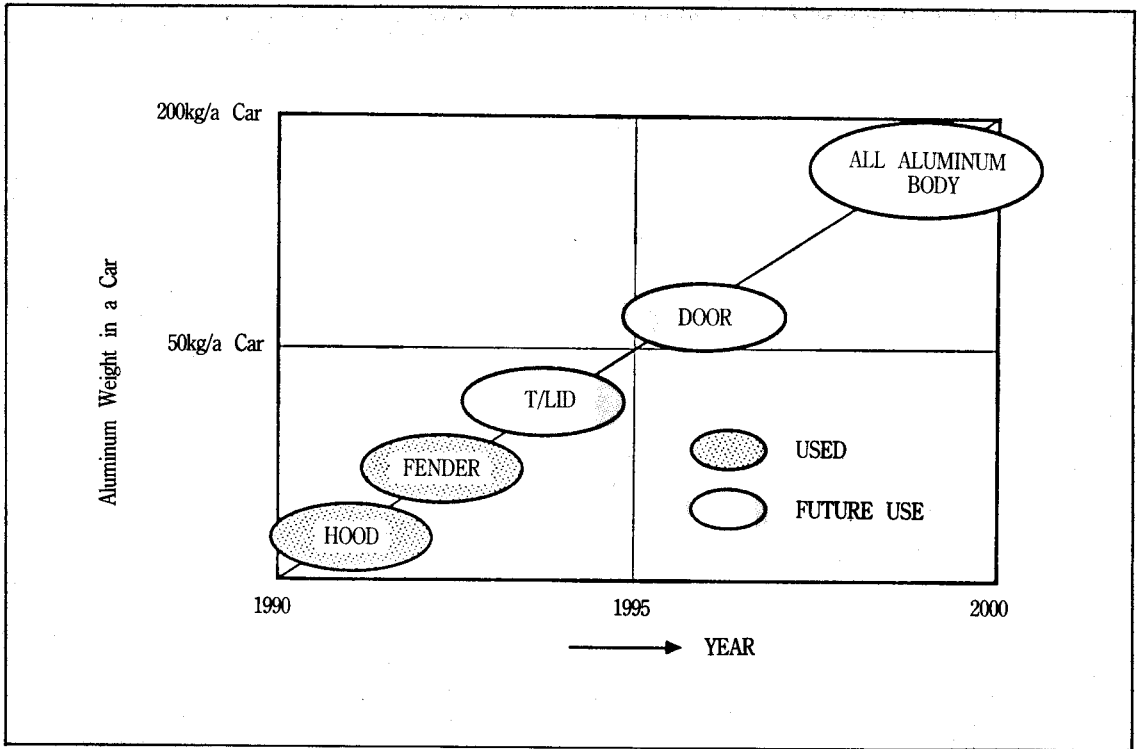 200kg/a Car
ALL ALUMINUM
BODY
DOOR
50kg/a Car
T/LID
Aluminum Weight in a Car
FENDER
USED
HOOD
FUTURE USE
1990
1995
2000
YEAR